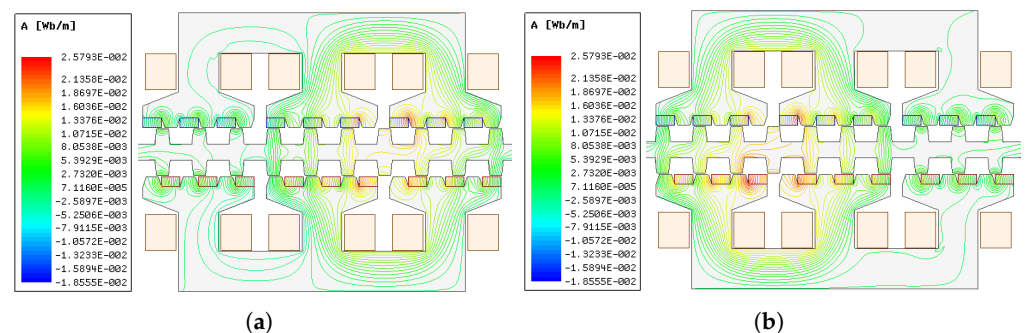 A [Wb/m]
2.5793E-002
2.1358E-002
1.8697E-002
1.6036E-002
1.3376E-002
1.0715E-002
8.0538E-003
5.3929E-003
2.7320E-003
7.1160E-005
-2.5897E-003
-5.2506E-003
-7.9115E-003
-1.0572E-002
-1.3233E-002
-1.5894E-002
-1.8555E-002
(a)
A [Wb/m]
2.5793E-002
2.1358E-002
1.8697E-002
1.6036E-002
1.3376E-002
1.0715E-002
8.0538E-003
5.3929E-003
2.7320E-003
7.1160E-005
-2.5897E-003
-5.2506E-003
-7.9115E-003
-1.0572E-002
-1.3233E-002
-1.5894E-002
-1.8555E-002
(b)